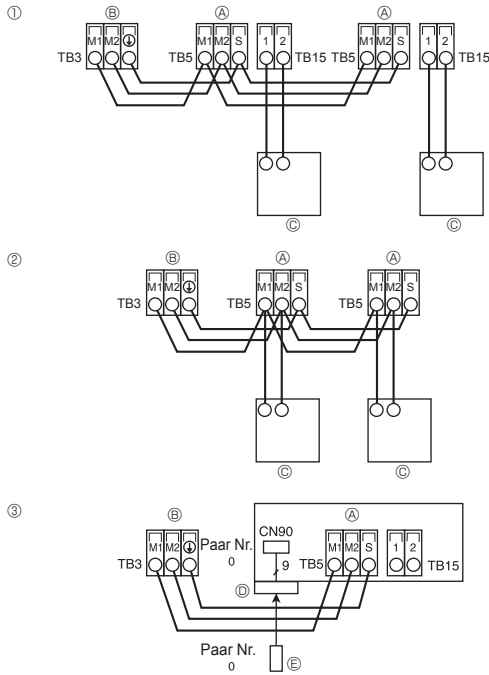 ①
Ⓑ Ⓐ Ⓐ
M1 M2 M1 M2 S 1 2 M1 M2 S 1 2
TB3 TB5 TB15 TB5 TB15
Ⓒ Ⓒ
②
Ⓑ Ⓐ Ⓐ
M1 M2 M1 M2 S M1 M2 S
TB3 TB5 TB5
Ⓒ Ⓒ
③
Ⓑ Ⓐ
CN90
M1 M2 Paar Nr. M1 M2 S 1 2
TB3 0 9 TB5 TB15
Ⓓ
Paar Nr.
0 Ⓔ